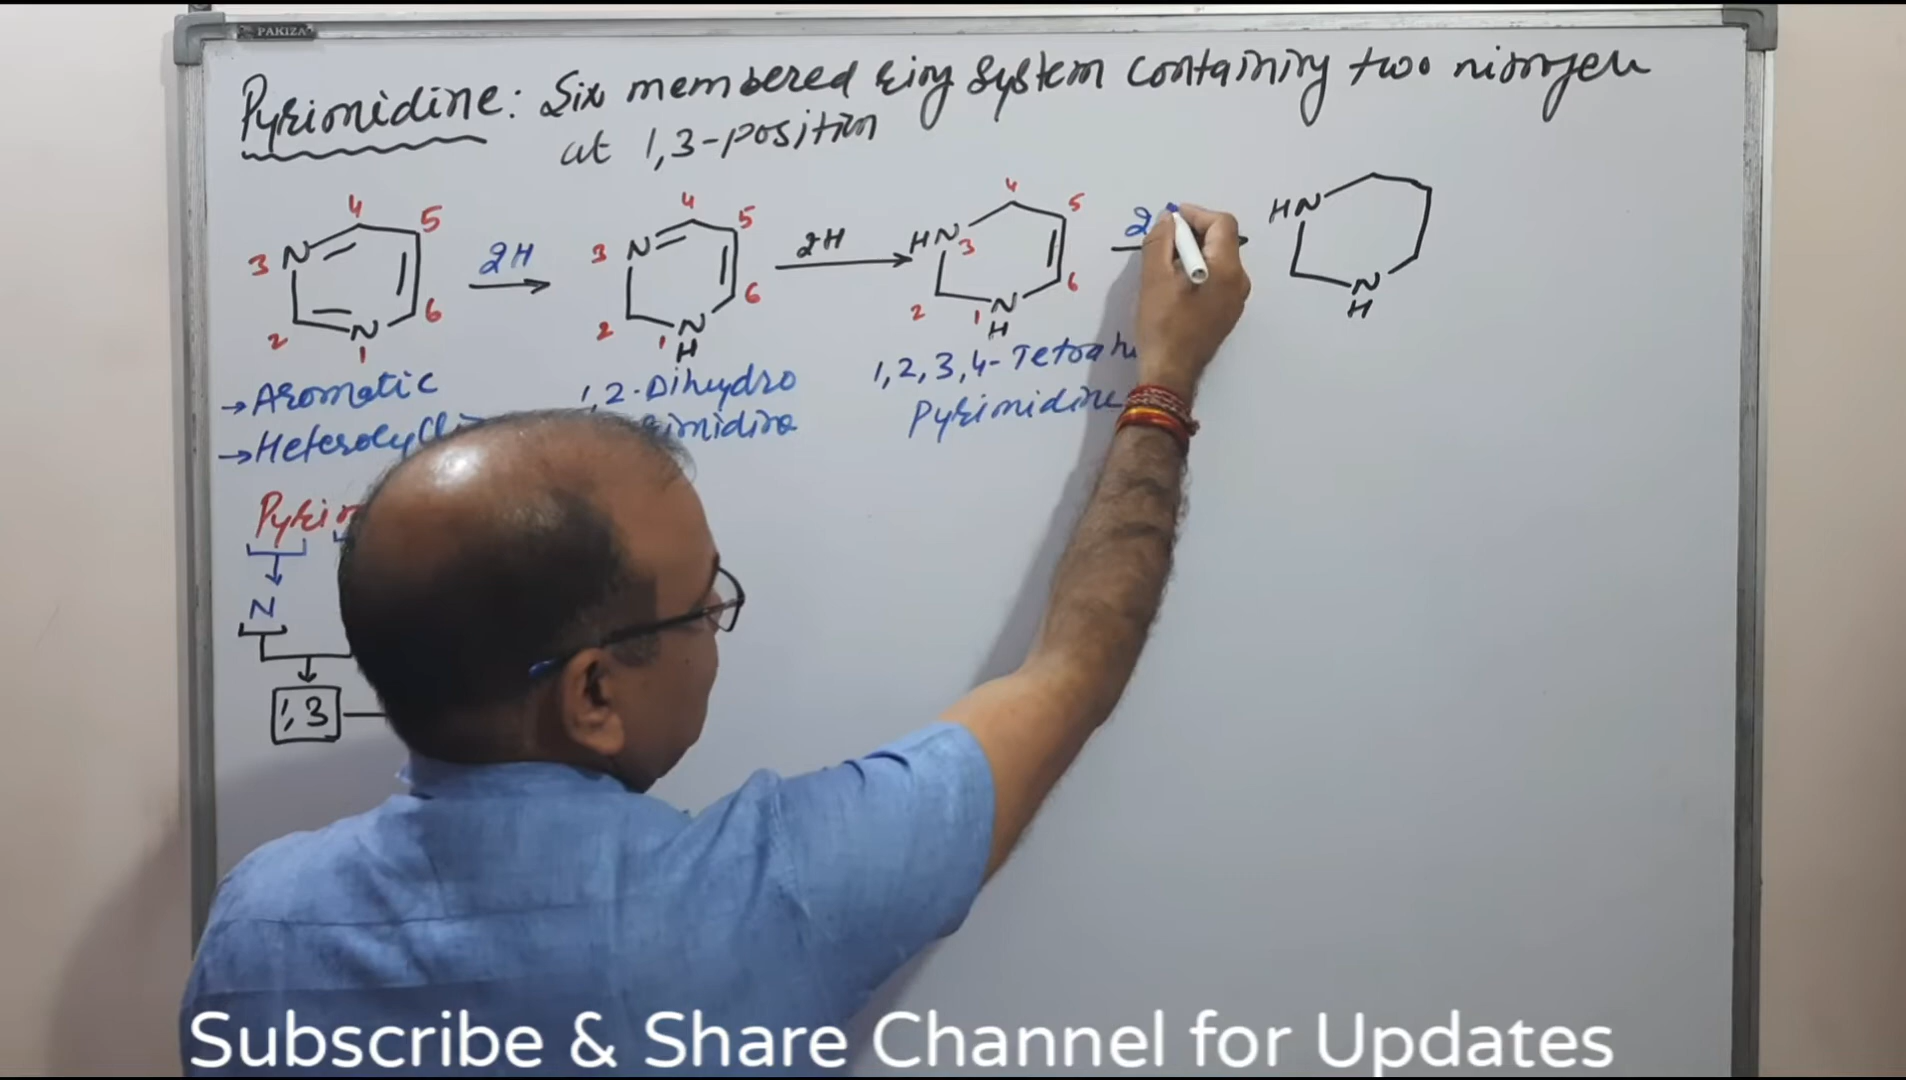 PAKIZA
Pyrimidine: Six membered ring system containing two nitrogen
at 1,3-position
3 N 4 5 6 N 1 2
2H
3 N 4 5 6 N H 1 2
2H
HN 3 4 5 6 N H 1 2
2
HN N H
→ Aromatic
1,2-Dihydro
1,2,3,4-Tetrah
Pyrimidine
N
1,3
Subscribe & Share Channel for Updates